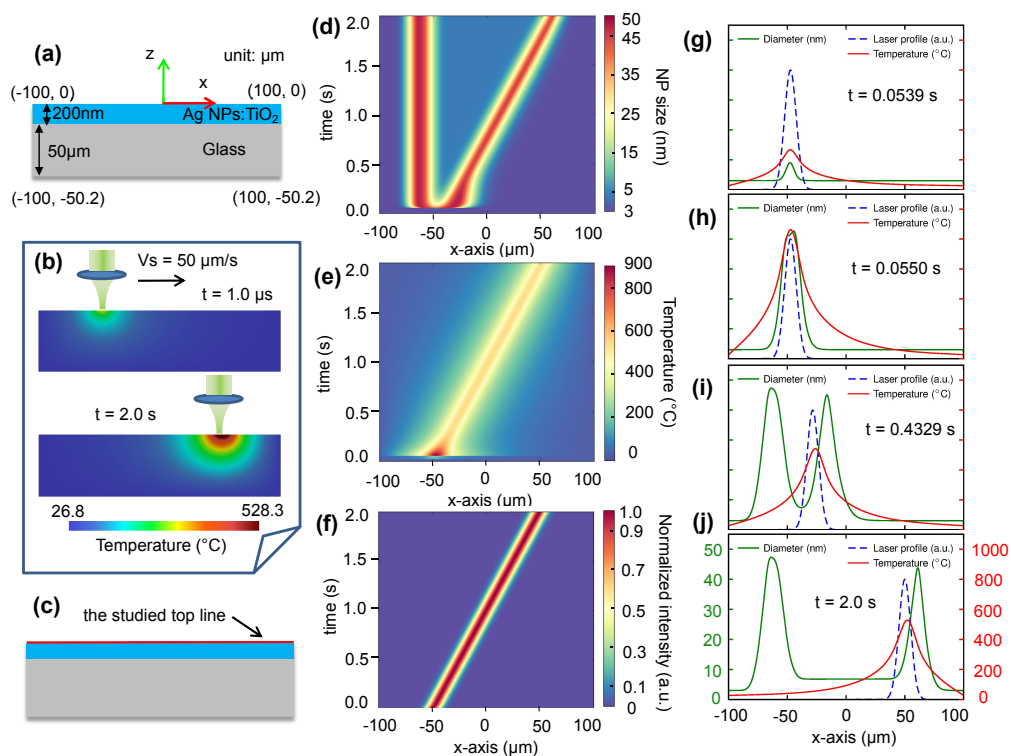 (a)
z
unit: µm
x
(-100, 0)
(100, 0)
200nm
Ag NPs:TiO2
50µm
Glass
(-100, -50.2)
(100, -50.2)
(b)
Vs = 50 µm/s
t = 1.0 µs
t = 2.0 s
26.8
528.3
Temperature (°C)
(c)
the studied top line
(d)
2.0
1.5
1.0
0.5
0.0
time (s)
-100
-50
0
50
100
x-axis (µm)
50
45
35
25
15
5
3
NP size (nm)
(e)
2.0
1.5
1.0
0.5
0.0
time (s)
-100
-50
0
50
100
x-axis (µm)
900
800
600
400
200
0
Temperature (°C)
(f)
2.0
1.5
1.0
0.5
0.0
time (s)
-100
-50
0
50
100
x-axis (µm)
1.0
0.9
0.7
0.5
0.3
0.1
0
Normalized intensity (a.u.)
(g)
Diameter (nm)
Laser profile (a.u.)
Temperature (°C)
t = 0.0539 s
(h)
Diameter (nm)
Laser profile (a.u.)
Temperature (°C)
t = 0.0550 s
(i)
Diameter (nm)
Laser profile (a.u.)
Temperature (°C)
t = 0.4329 s
(j)
Diameter (nm)
Laser profile (a.u.)
Temperature (°C)
t = 2.0 s
50
40
30
20
10
0
1000
800
600
400
200
0
-100
-50
0
50
100
x-axis (µm)